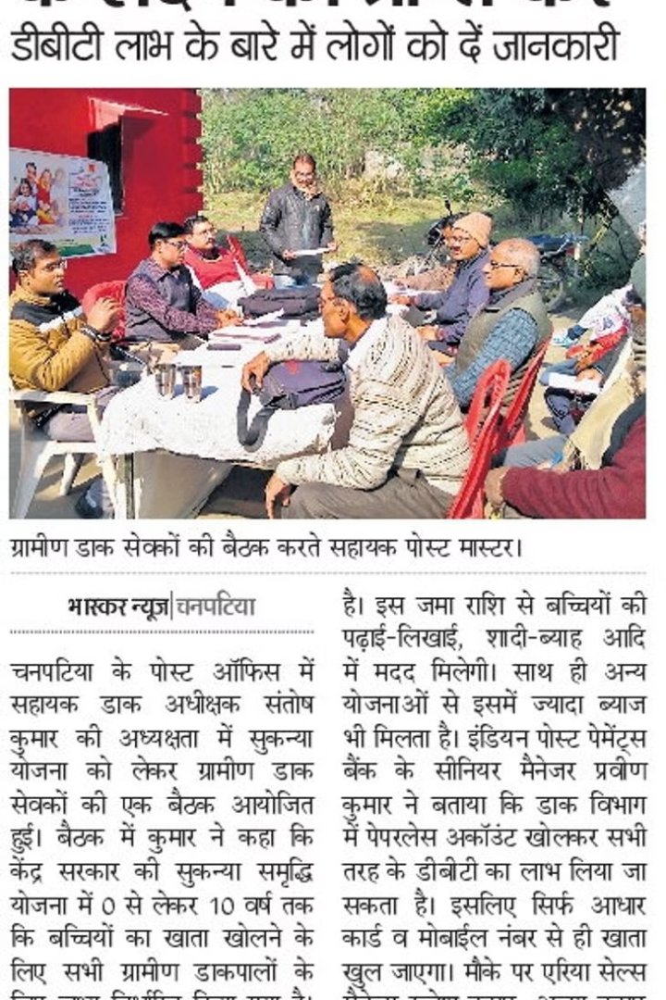 डीबीटी लाभ के बारे में लोगों को दें जानकारी
ग्रामीण डाक सेवकों की बैठक करते सहायक पोस्ट मास्टर।
भास्कर न्यूज|चनपटिया
चनपटिया के पोस्ट ऑफिस में
सहायक डाक अधीक्षक संतोष
कुमार की अध्यक्षता में सुकन्या
योजना को लेकर ग्रामीण डाक
सेवकों की एक बैठक आयोजित
हुई। बैठक में कुमार ने कहा कि
केंद्र सरकार की सुकन्या समृद्धि
योजना में 0 से लेकर 10 वर्ष तक
कि बच्चियों का खाता खोलने के
लिए सभी ग्रामीण डाकपालों के
है। इस जमा राशि से बच्चियों की
पढ़ाई-लिखाई, शादी-ब्याह आदि
में मदद मिलेगी। साथ ही अन्य
योजनाओं से इसमें ज्यादा ब्याज
भी मिलता है। इंडियन पोस्ट पेमेंट्स
बैंक के सीनियर मैनेजर प्रवीण
कुमार ने बताया कि डाक विभाग
में पेपरलेस अकॉउंट खोलकर सभी
तरह के डीबीटी का लाभ लिया जा
सकता है। इसलिए सिर्फ आधार
कार्ड व मोबाईल नंबर से ही खाता
खुल जाएगा। मौके पर एरिया सेल्स